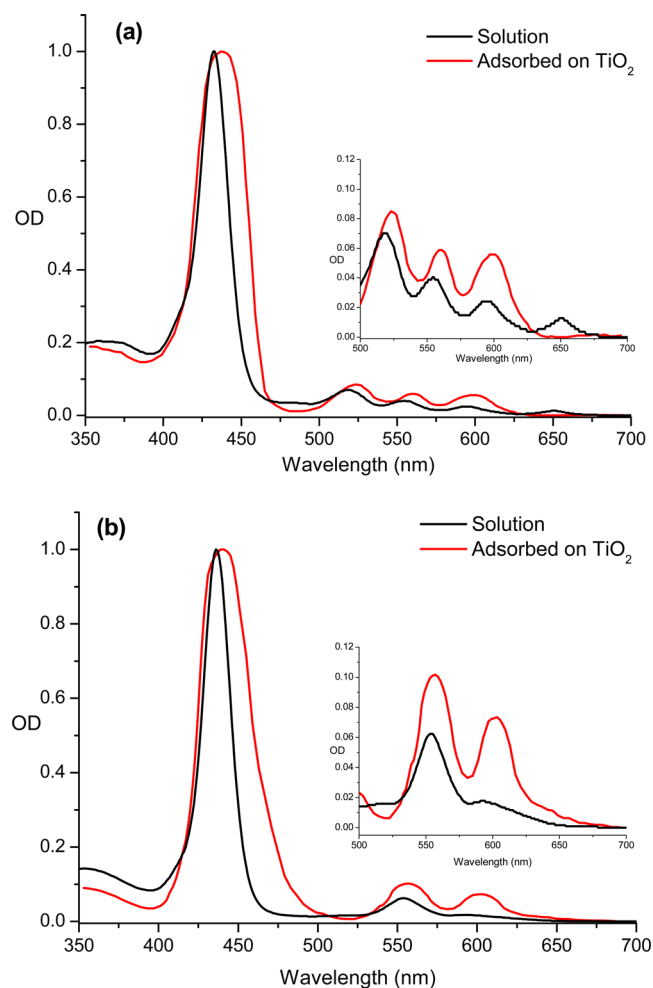 (a)
Solution
Adsorbed on TiO₂
1.0
0.8
0.6
0.4
0.2
0.0
OD
350 400 450 500 550 600 650 700
Wavelength (nm)
0.12
0.10
0.08
0.06
0.04
0.02
0.00
OD
500 550 600 650 700
Wavelength (nm)
(b)
Solution
Adsorbed on TiO₂
1.0
0.8
0.6
0.4
0.2
0.0
OD
350 400 450 500 550 600 650 700
Wavelength (nm)
0.12
0.10
0.08
0.06
0.04
0.02
0.00
OD
500 550 600 650 700
Wavelength (nm)